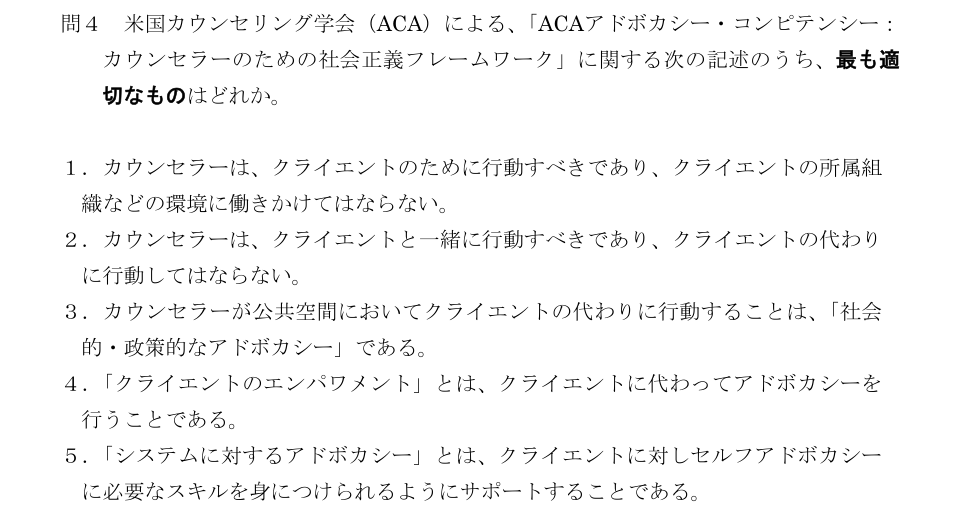 問４　米国カウンセリング学会（ACA）による、「ACAアドボカシー・コンピテンシー：
カウンセラーのための社会正義フレームワーク」に関する次の記述のうち、最も適
切なものはどれか。
１．カウンセラーは、クライエントのために行動すべきであり、クライエントの所属組
織などの環境に働きかけてはならない。
２．カウンセラーは、クライエントと一緒に行動すべきであり、クライエントの代わり
に行動してはならない。
３．カウンセラーが公共空間においてクライエントの代わりに行動することは、「社会
的・政策的なアドボカシー」である。
４．「クライエントのエンパワメント」とは、クライエントに代わってアドボカシーを
行うことである。
５．「システムに対するアドボカシー」とは、クライエントに対しセルフアドボカシー
に必要なスキルを身につけられるようにサポートすることである。